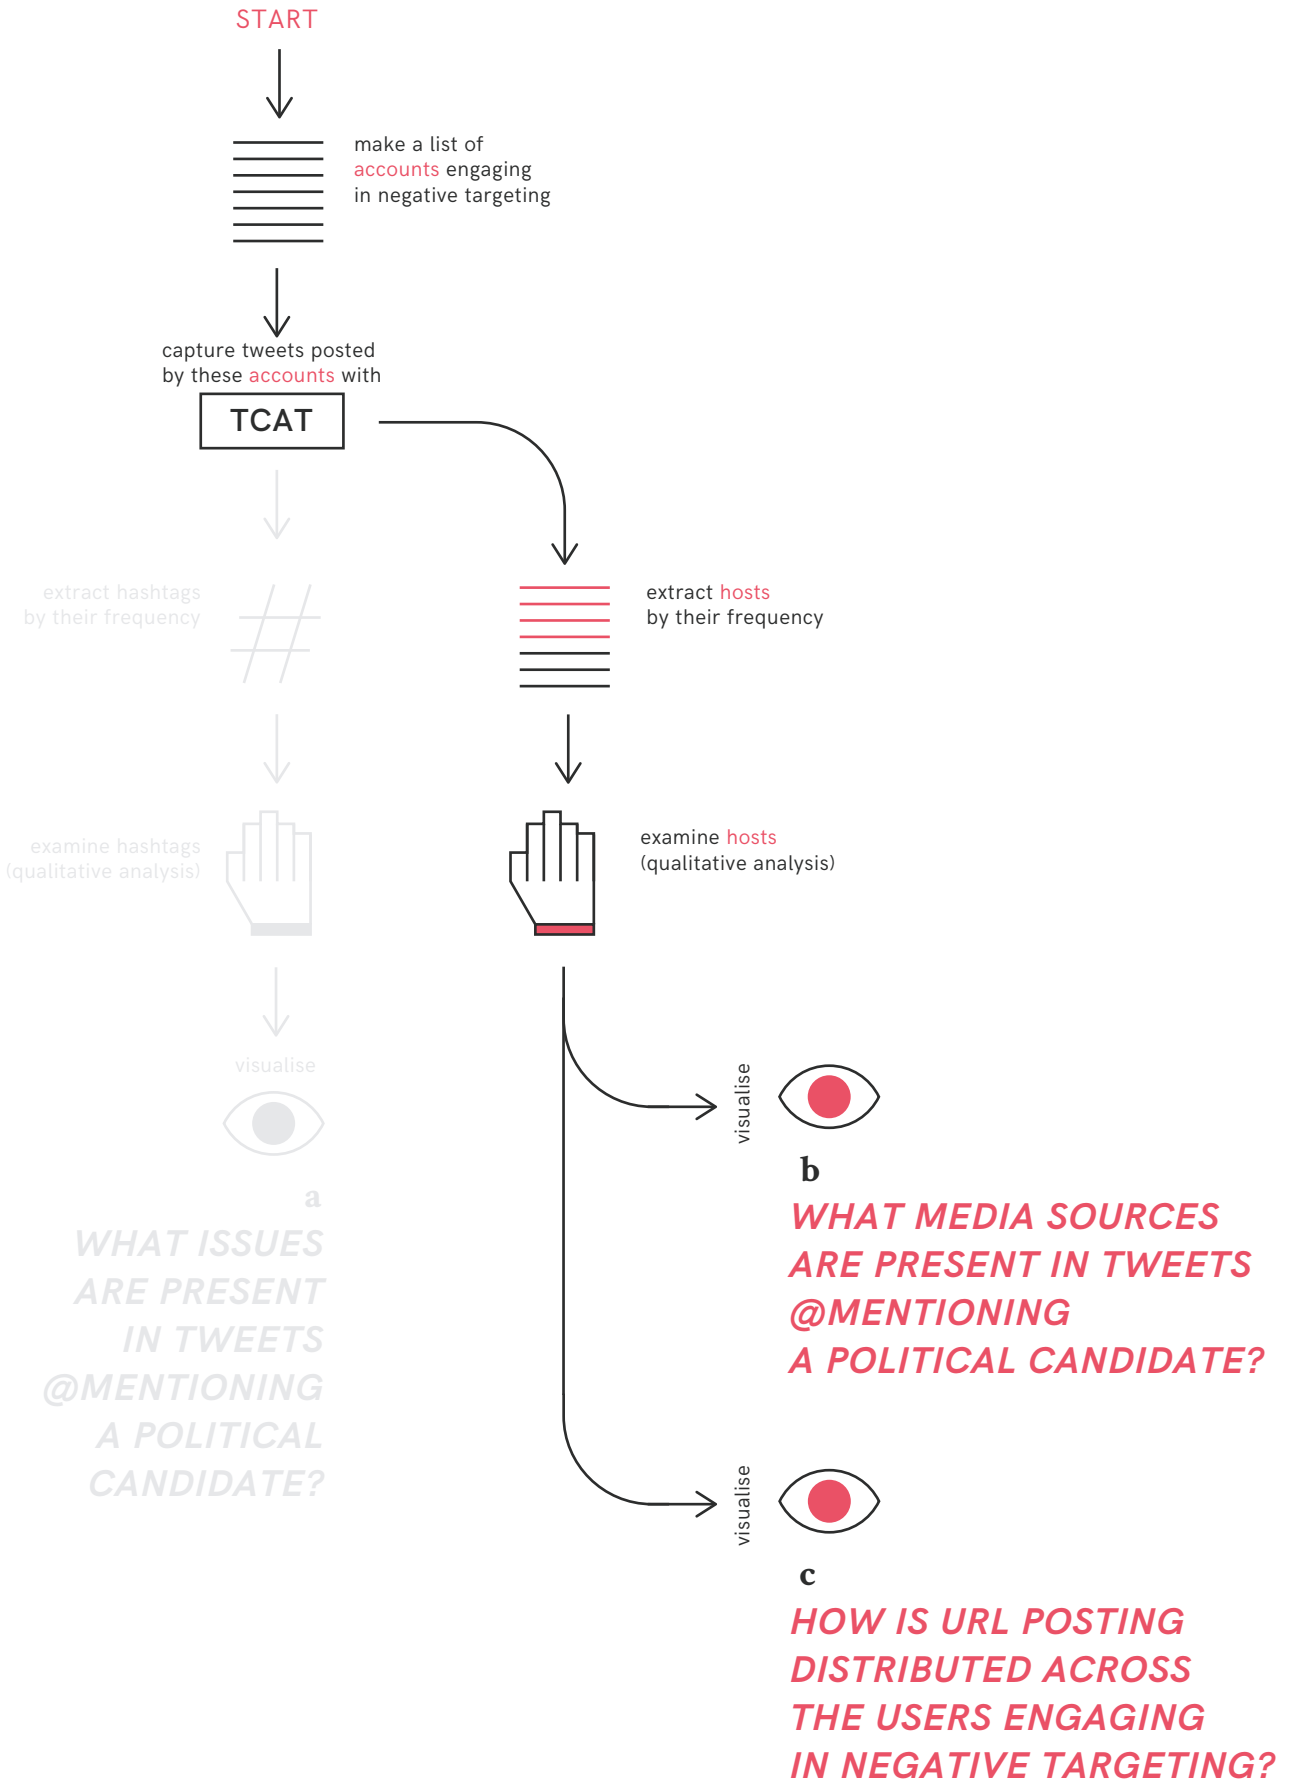 START
make a list of
accounts engaging
in negative targeting
capture tweets posted
by these accounts with
TCAT
extract hashtags
by their frequency
extract hosts
by their frequency
examine hashtags
(qualitative analysis)
examine hosts
(qualitative analysis)
visualise
a
WHAT ISSUES
ARE PRESENT
IN TWEETS
@MENTIONING
A POLITICAL
CANDIDATE?
visualise
b
WHAT MEDIA SOURCES
ARE PRESENT IN TWEETS
@MENTIONING
A POLITICAL CANDIDATE?
visualise
c
HOW IS URL POSTING
DISTRIBUTED ACROSS
THE USERS ENGAGING
IN NEGATIVE TARGETING?